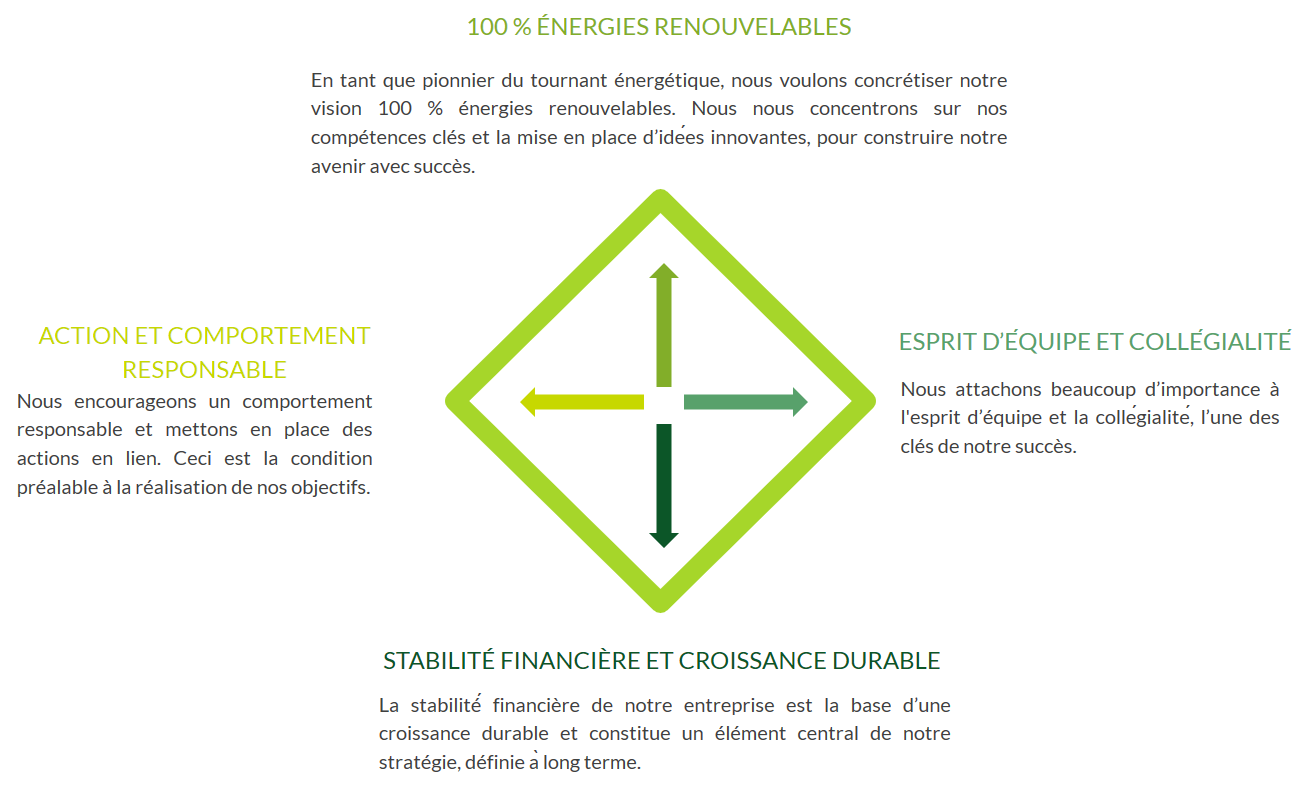 100 % ÉNERGIES RENOUVELABLES
En tant que pionnier du tournant énergétique, nous voulons concrétiser notre
vision 100 % énergies renouvelables. Nous nous concentrons sur nos
compétences clés et la mise en place d’idées innovantes, pour construire notre
avenir avec succès.
ACTION ET COMPORTEMENT
RESPONSABLE
Nous encourageons un comportement
responsable et mettons en place des
actions en lien. Ceci est la condition
préalable à la réalisation de nos objectifs.
ESPRIT D’ÉQUIPE ET COLLÉGIALITÉ
Nous attachons beaucoup d’importance à
l'esprit d’équipe et la collégialité, l’une des
clés de notre succès.
STABILITÉ FINANCIÈRE ET CROISSANCE DURABLE
La stabilité financière de notre entreprise est la base d’une
croissance durable et constitue un élément central de notre
stratégie, définie à long terme.